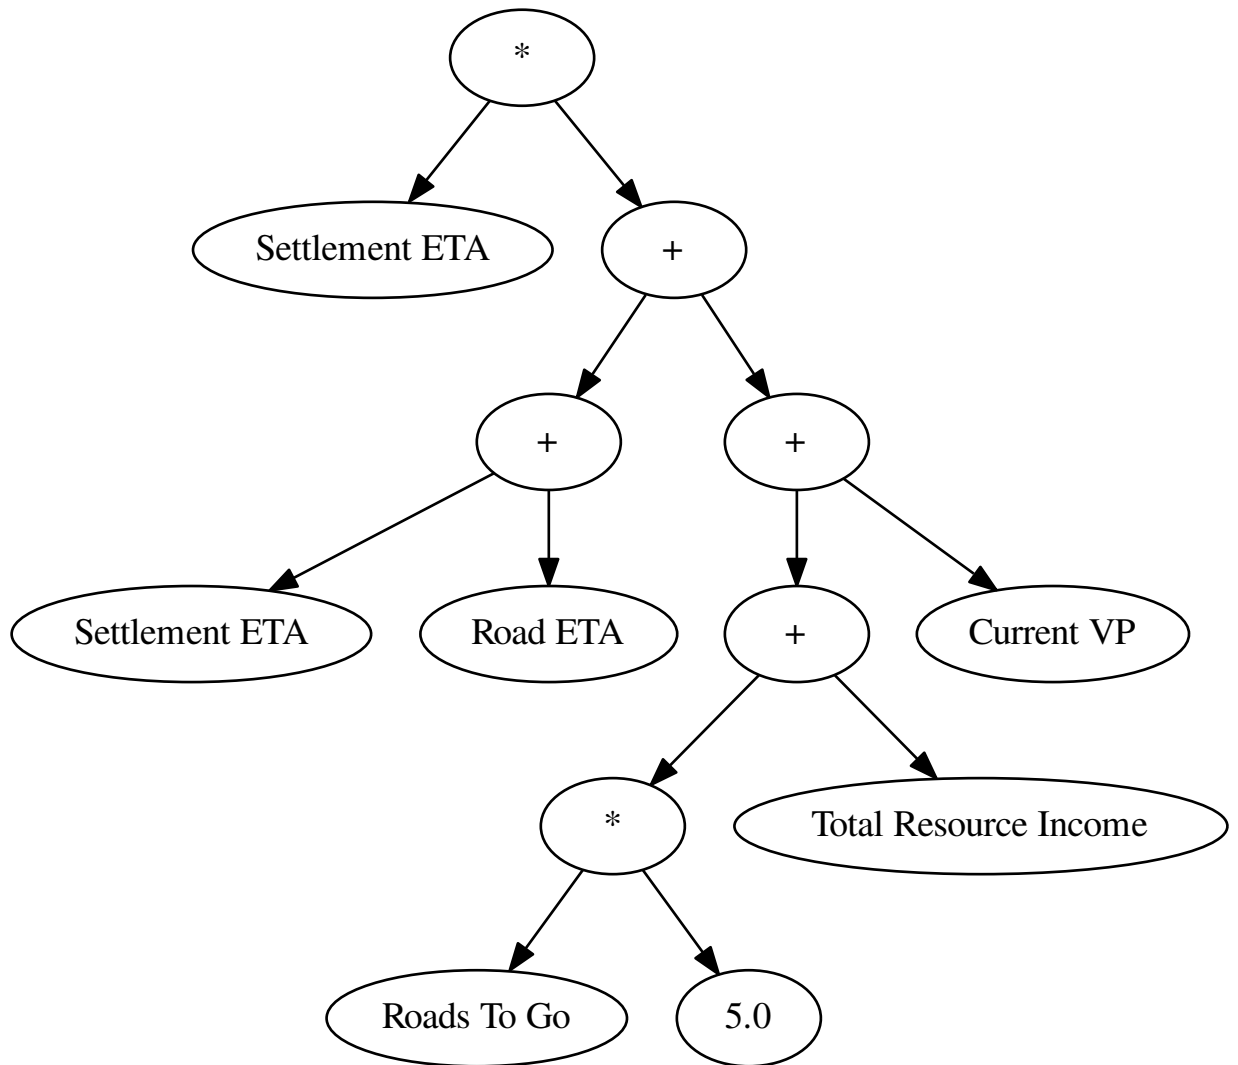 *
Settlement ETA
+
+
+
Settlement ETA
Road ETA
+
Current VP
*
Total Resource Income
Roads To Go
5.0